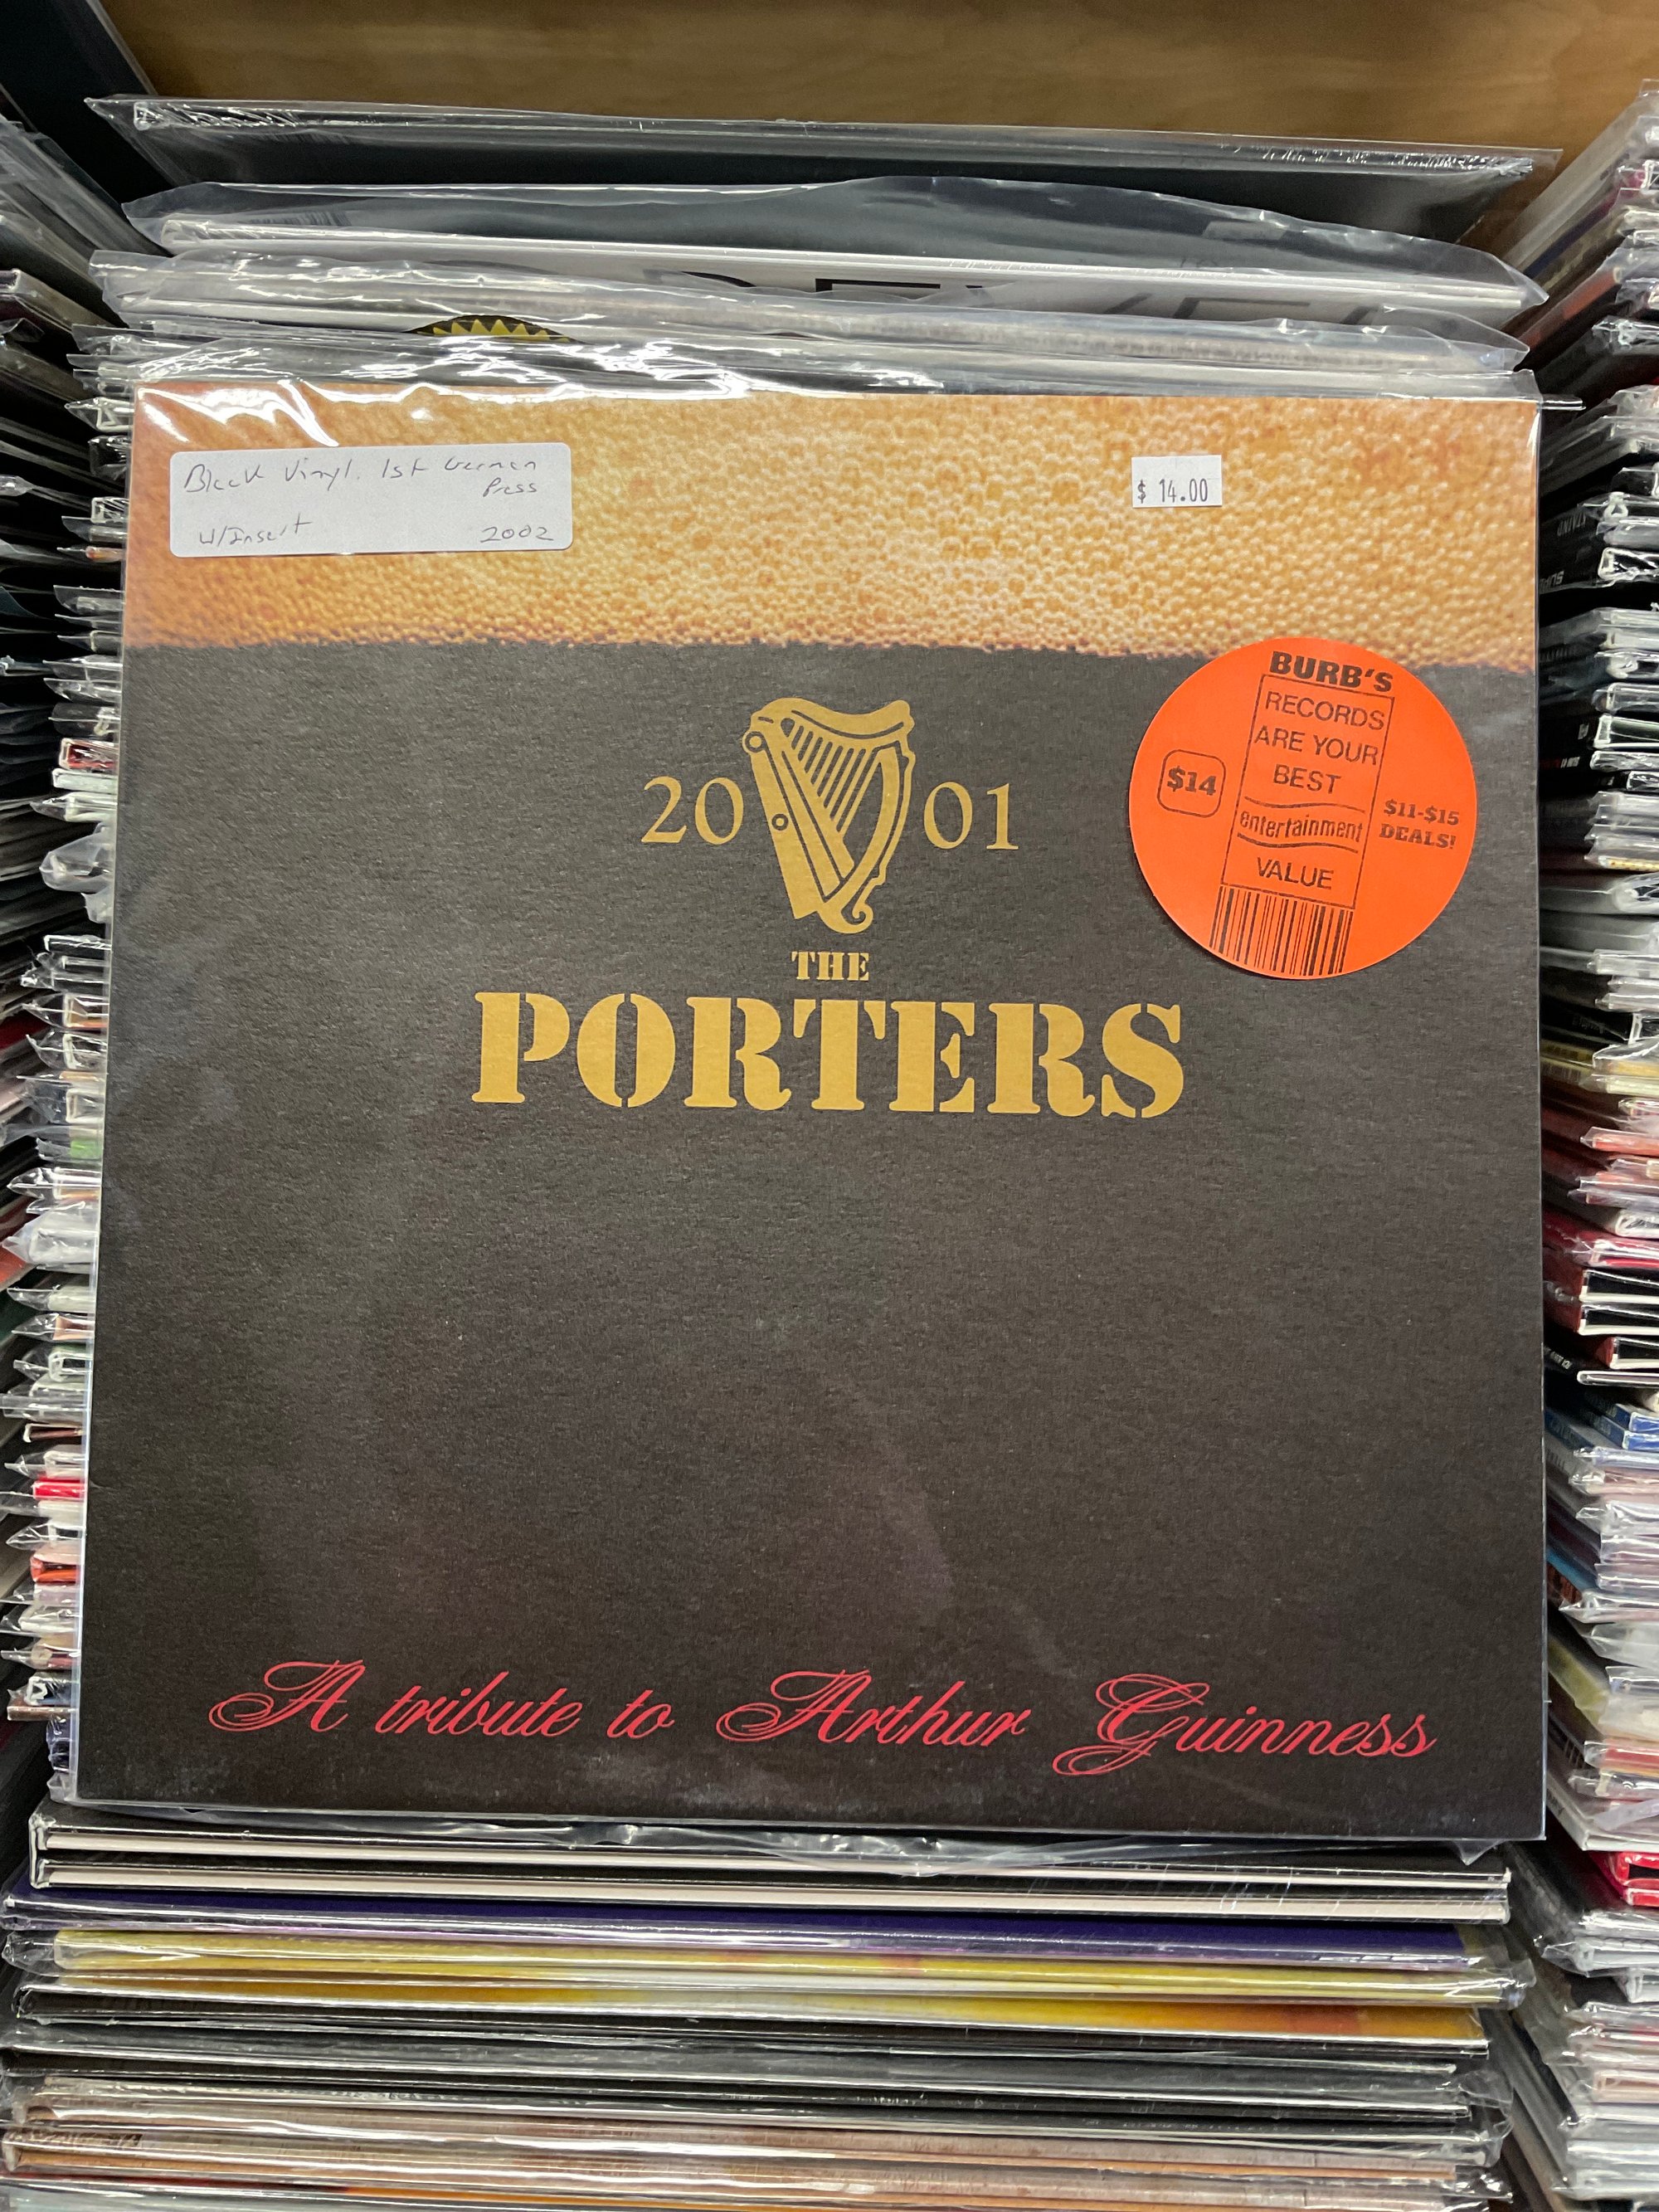 Black Vinyl. 1st German
Press
W/Insert 2002
$ 14.00
BURB'S
RECORDS
ARE YOUR
BEST
entertainment
VALUE
$14
$11-$15
DEALS!
20 01
THE
PORTERS
A tribute to Arthur Guinness